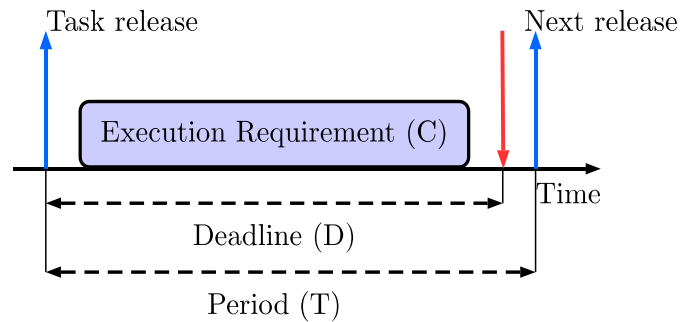 Task release
Next release
Execution Requirement (C)
Time
Deadline (D)
Period (T)